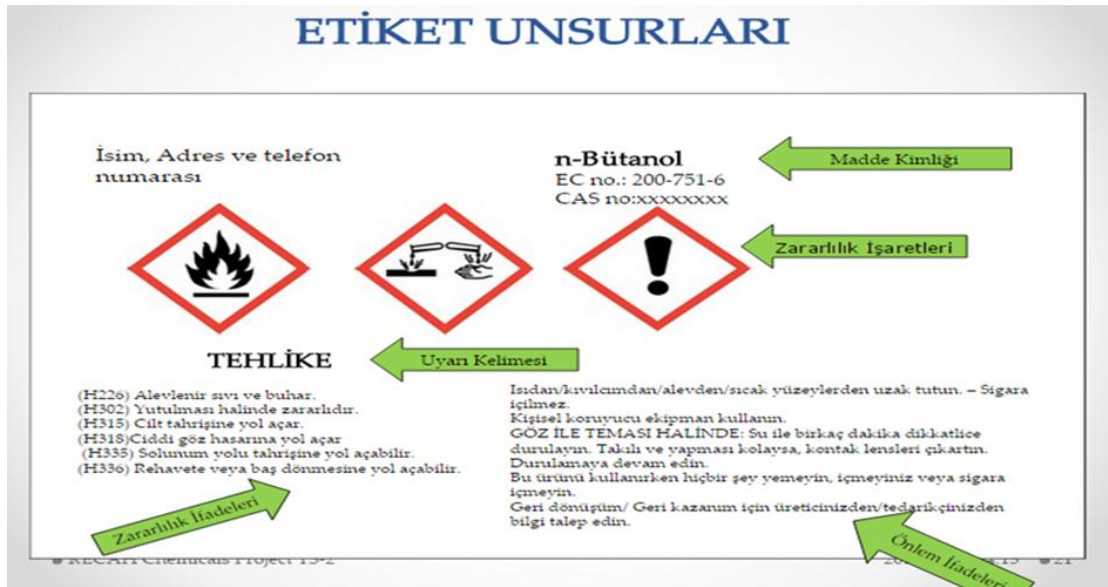 ETİKET UNSURLARI
İsim, Adres ve telefon
numarası
n-Bütanol
EC no.: 200-751-6
CAS no:xxxxxxxx
Madde Kimliği
Zararlılık İşaretleri
TEHLİKE
Uyarı Kelimesi
(H226) Alevlenir sıvı ve buhar.
(H302) Yutulması halinde zararlıdır.
(H315) Cilt tahrişine yol açar.
(H318)Ciddi göz hasarına yol açar
(H335) Solunum yolu tahrişine yol açabilir.
(H336) Rehavete veya baş dönmesine yol açabilir.
Zararlılık İfadeleri
Isıdan/kıvılcımdan/alevden/sıcak yüzeylerden uzak tutun. – Sigara
içilmez.
Kişisel koruyucu ekipman kullanın.
GÖZ İLE TEMASI HALİNDE: Su ile birkaç dakika dikkatlice
durulayın. Takılı ve yapması kolaysa, kontak lensleri çıkartın.
Durulamaya devam edin.
Bu ürünü kullanırken hiçbir şey yemeyin, içmeyiniz veya sigara
içmeyin.
Geri dönüşüm/ Geri kazanım için üreticinizden/tedarikçinizden
bilgi talep edin.
Önlem İfadeleri
21